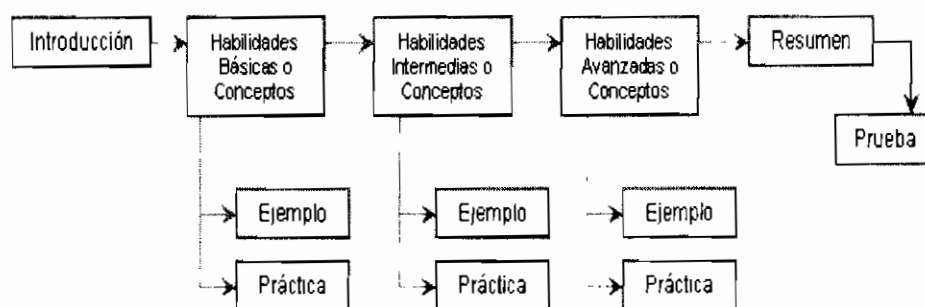 Introducción
Habilidades
Básicas o
Conceptos
Habilidades
Intermedias o
Conceptos
Habilidades
Avanzadas o
Conceptos
Resumen
Prueba
Ejemplo
Ejemplo
Ejemplo
Práctica
Práctica
Práctica